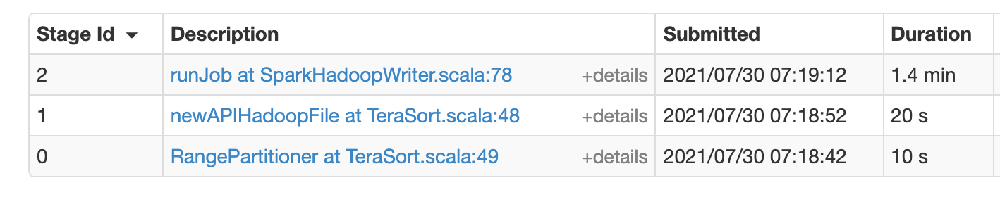 Stage Id Description Submitted Duration
2 runJob at SparkHadoopWriter.scala:78 +details 2021/07/30 07:19:12 1.4 min
1 newAPIHadoopFile at TeraSort.scala:48 +details 2021/07/30 07:18:52 20 s
0 RangePartitioner at TeraSort.scala:49 +details 2021/07/30 07:18:42 10 s